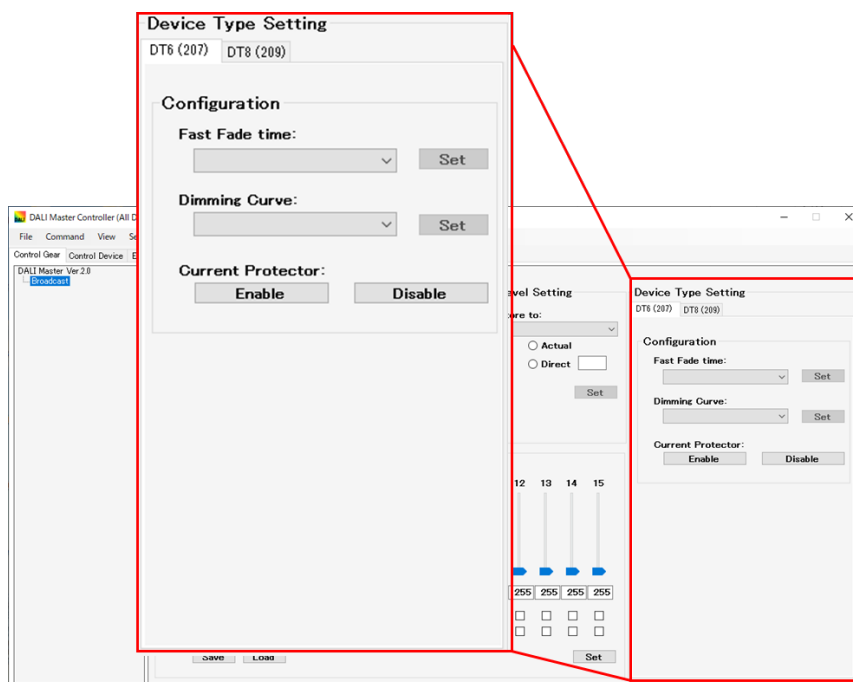 Device Type Setting
DT6 (207) DT8 (209)
Configuration
Fast Fade time:
Set
Dimming Curve:
Set
Current Protector:
Enable Disable
DALI Master Controller (All D
File Command View Se
Control Gear Control Device E
DALI Master Ver.2.0
Broadcast
evel Setting
ore to:
Actual
Direct
Set
12 13 14 15
255 255 255 255
Save Load Set
Device Type Setting
DT6 (207) DT8 (209)
Configuration
Fast Fade time:
Set
Dimming Curve:
Set
Current Protector:
Enable Disable